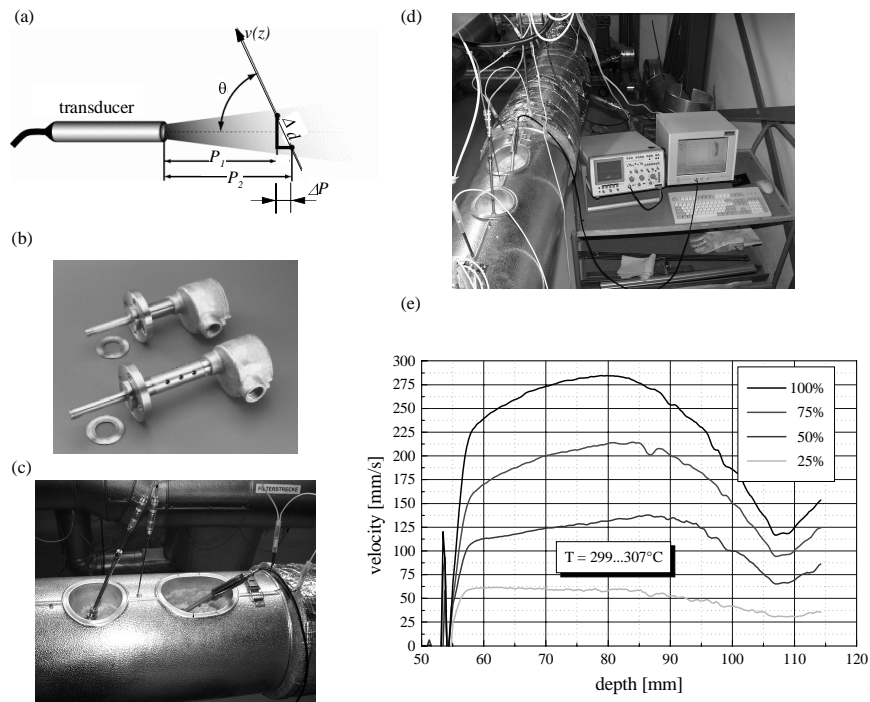 (a)
v(z)
θ
transducer
Δ
d
P1
P2
ΔP
(b)
(c)
FILTERSTRECKE
(d)
(e)
300
275
250
225
200
175
150
125
100
75
50
25
0
velocity [mm/s]
100%
75%
50%
25%
T = 299...307°C
50 60 70 80 90 100 110 120
depth [mm]